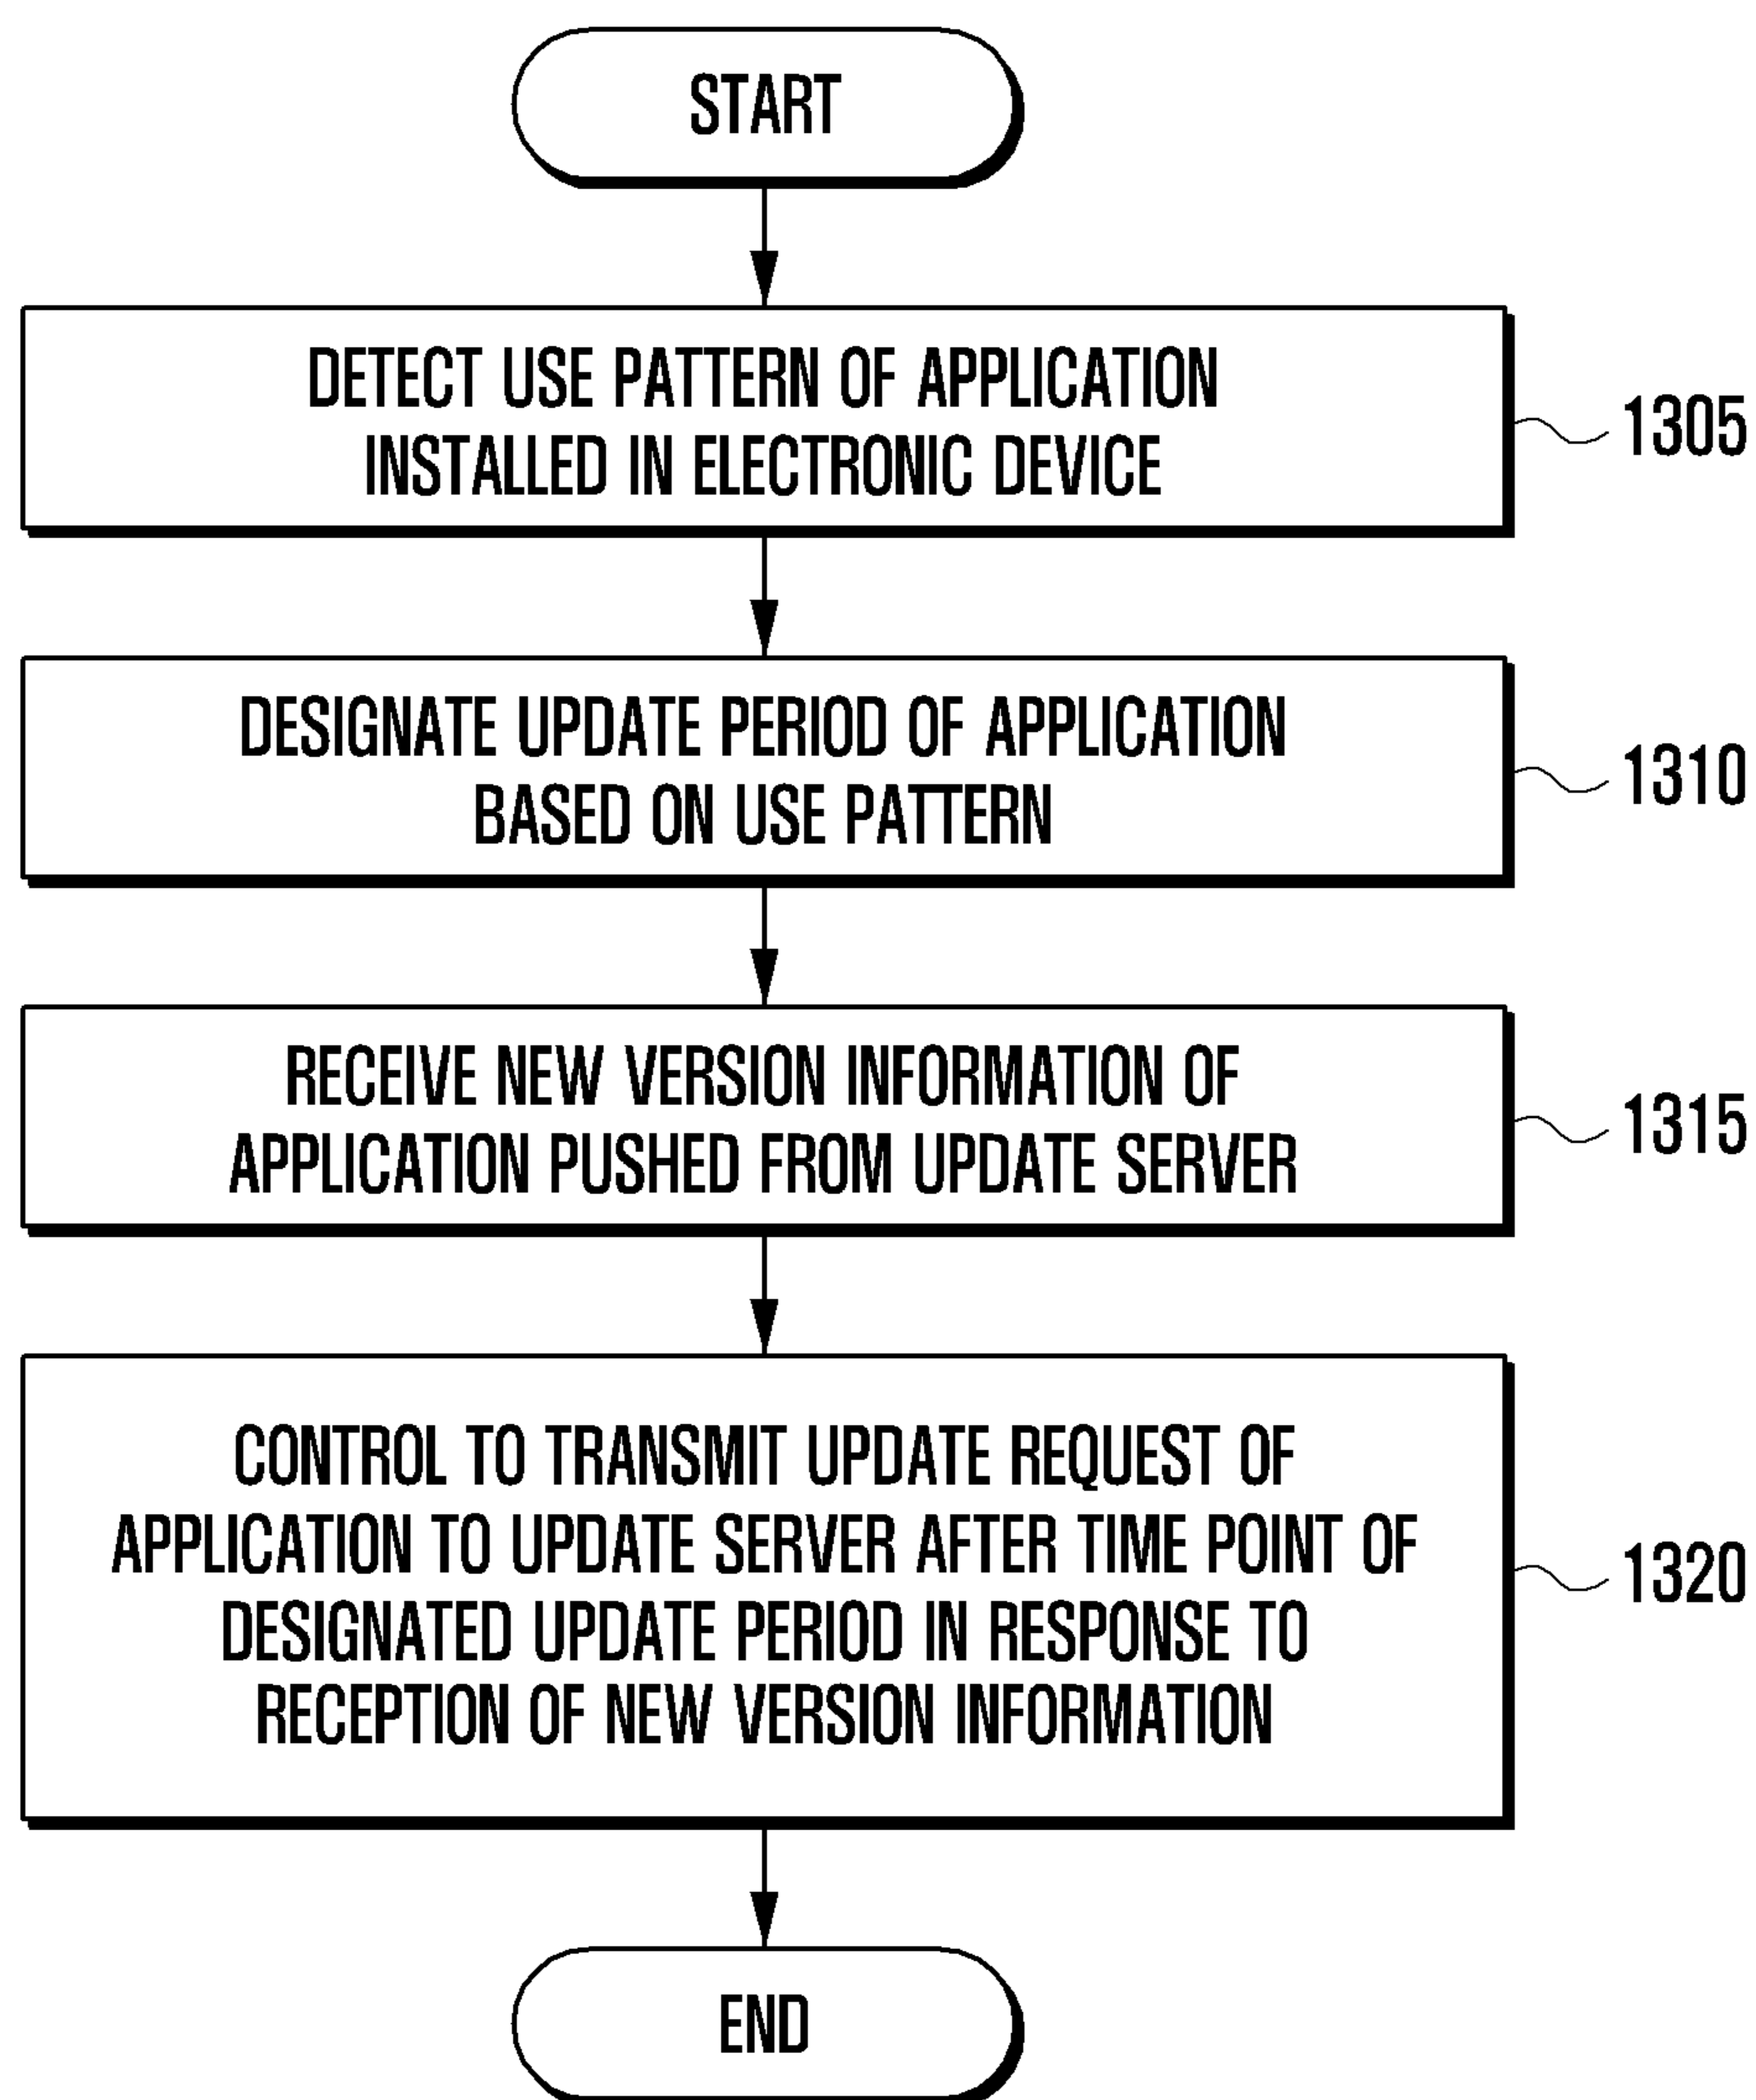 START
DETECT USE PATTERN OF APPLICATION
INSTALLED IN ELECTRONIC DEVICE
1305
DESIGNATE UPDATE PERIOD OF APPLICATION
BASED ON USE PATTERN
1310
RECEIVE NEW VERSION INFORMATION OF
APPLICATION PUSHED FROM UPDATE SERVER
1315
CONTROL TO TRANSMIT UPDATE REQUEST OF
APPLICATION TO UPDATE SERVER AFTER TIME POINT OF
DESIGNATED UPDATE PERIOD IN RESPONSE TO
RECEPTION OF NEW VERSION INFORMATION
1320
END